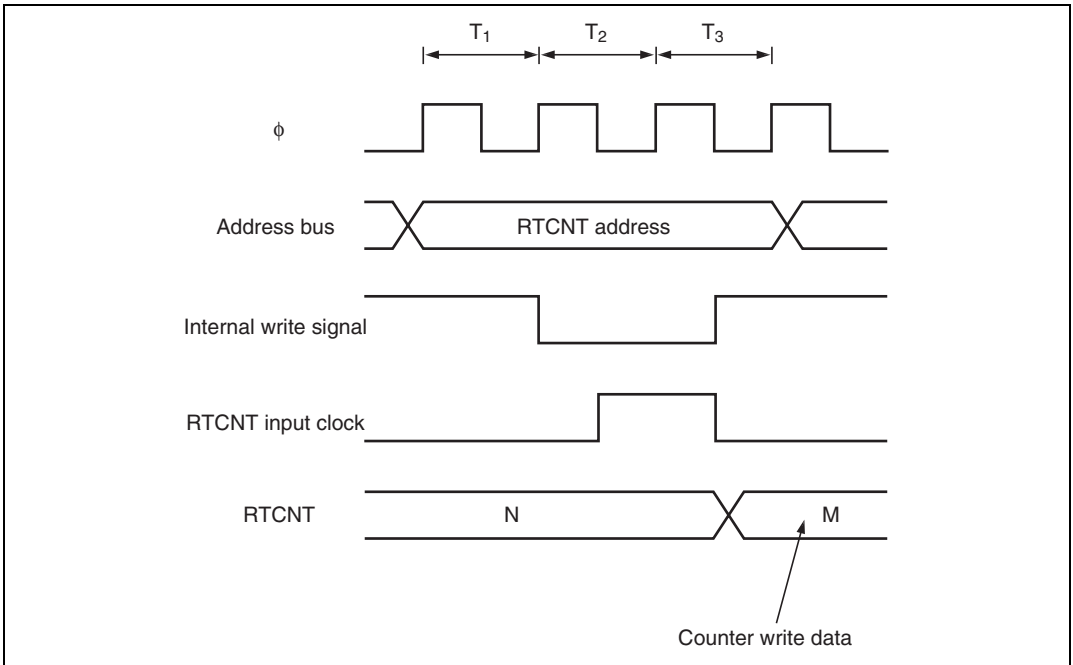 T1 T2 T3
ϕ
Address bus RTCNT address
Internal write signal
RTCNT input clock
RTCNT N M
Counter write data